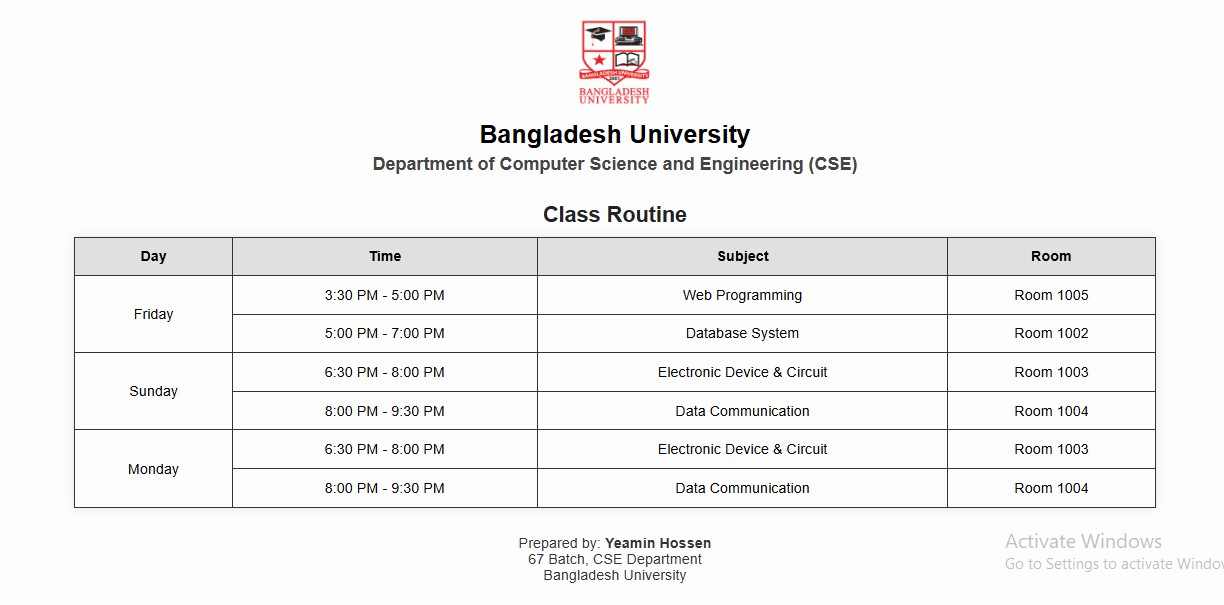 BANGLADESH UNIVERSITY
BANGLADESH
UNIVERSITY
Bangladesh University
Department of Computer Science and Engineering (CSE)
Class Routine
Day Time Subject Room
Friday 3:30 PM - 5:00 PM Web Programming Room 1005
5:00 PM - 7:00 PM Database System Room 1002
Sunday 6:30 PM - 8:00 PM Electronic Device & Circuit Room 1003
8:00 PM - 9:30 PM Data Communication Room 1004
Monday 6:30 PM - 8:00 PM Electronic Device & Circuit Room 1003
8:00 PM - 9:30 PM Data Communication Room 1004
Prepared by: Yeamin Hossen
67 Batch, CSE Department
Bangladesh University
Activate Windows
Go to Settings to activate Windo